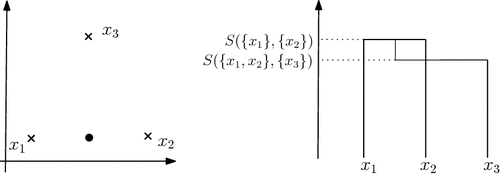 x₃
x₁
x₂
S({x₁}, {x₂})
S({x₁, x₂}, {x₃})
x₁ x₂ x₃